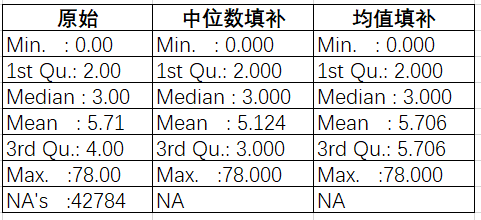 原始 中位数填补 均值填补
Min. : 0.00 Min. : 0.000 Min. : 0.000
1st Qu.: 2.00 1st Qu.: 2.000 1st Qu.: 2.000
Median : 3.00 Median : 3.000 Median : 3.000
Mean : 5.71 Mean : 5.124 Mean : 5.706
3rd Qu.: 4.00 3rd Qu.: 3.000 3rd Qu.: 5.706
Max. :78.00 Max. :78.000 Max. :78.000
NA's :42784 NA NA